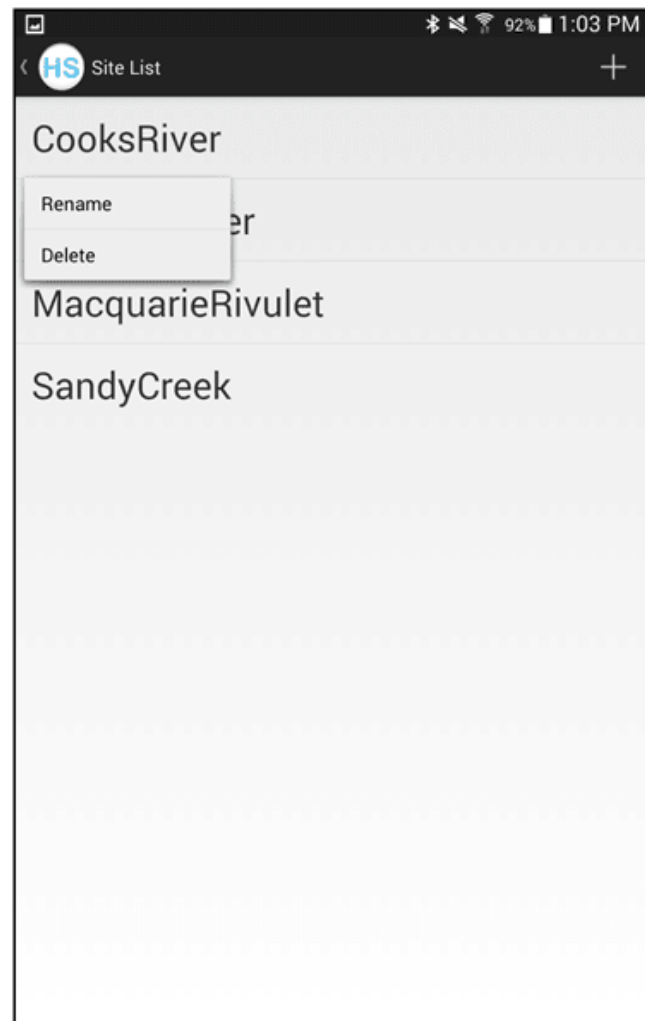 92% 1:03 PM
HS Site List
CooksRiver
Rename
er
Delete
MacquarieRivulet
SandyCreek